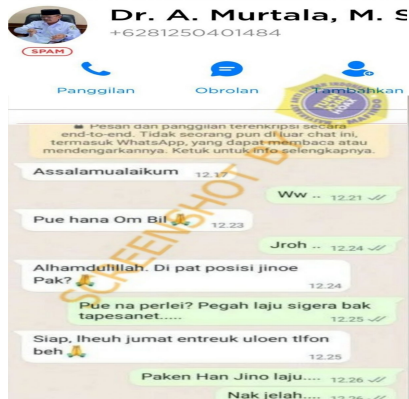 Dr. A. Murtala, M. S
+6281250401484
SPAM
Panggilan
Obrolan
Tambahkan
Pesan dan panggilan terenkripsi secara
end-to-end. Tidak seorang pun di luar chat ini,
termasuk WhatsApp, yang dapat membaca atau
mendengarkannya. Ketuk untuk info selengkapnya.
Assalamualaikum 12.17
Ww .. 12.21
Pue hana Om Bil 🙏 12.23
Jroh .. 12.24
Alhamdulillah. Di pat posisi jinoe
Pak? 🙏 12.24
Pue na perlei? Pegah laju sigera bak
tapesanet..... 12.25
Siap, lheuh jumat entreuk uloen tlfon
beh 🙏 12.25
Paken Han Jino laju.... 12.26
Nak jelah.... 12.26
SCREENSHOT BY